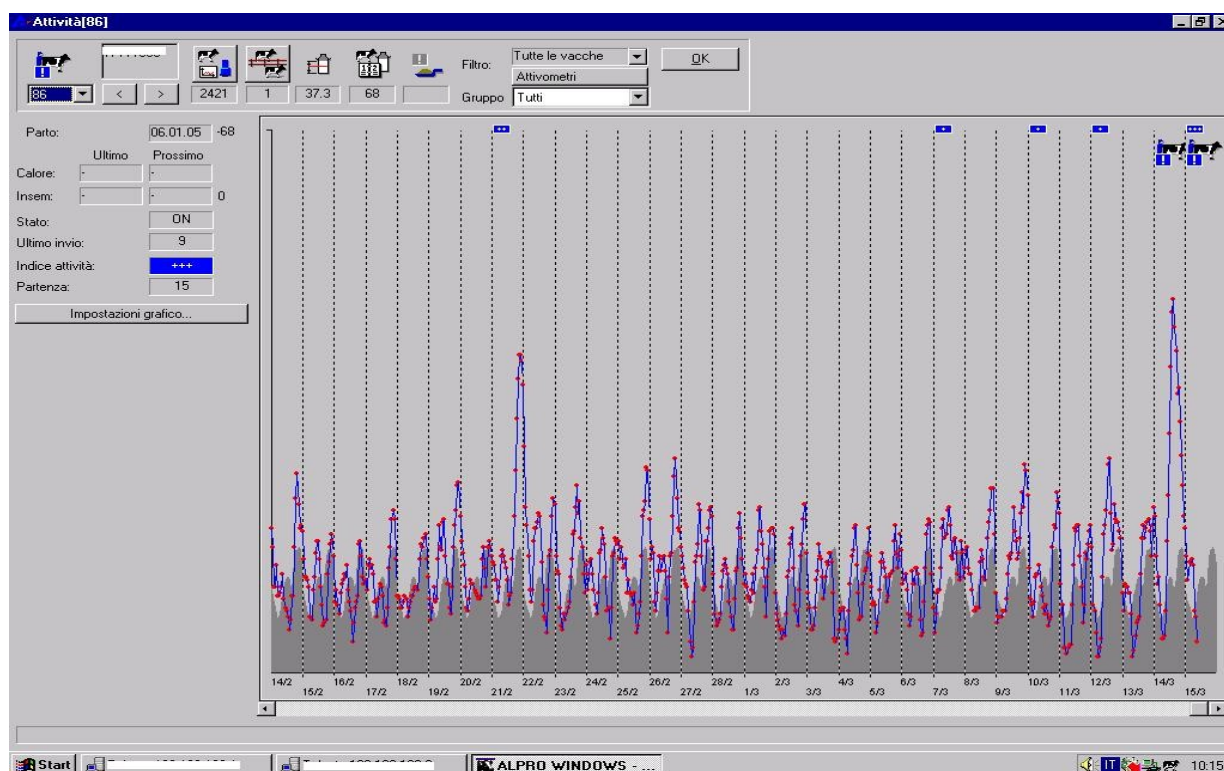 Attività[86]
Filtro: Tutte le vacche OK
Attivometri
86 < > 2421 1 37.3 68 Gruppo Tutti
Parto: 06.01.05 -68
Ultimo Prossimo
Calore: - -
Insem: - - 0
Stato: ON
Ultimo invio: 9
Indice attività: +++
Partenza: 15
Impostazioni grafico...
14/2 16/2 18/2 20/2 22/2 24/2 26/2 28/2 2/3 4/3 6/3 8/3 10/3 12/3 14/3
15/2 17/2 19/2 21/2 23/2 25/2 27/2 1/3 3/3 5/3 7/3 9/3 11/3 13/3 15/3
Start ALPRO WINDOWS - ... IT 10:15